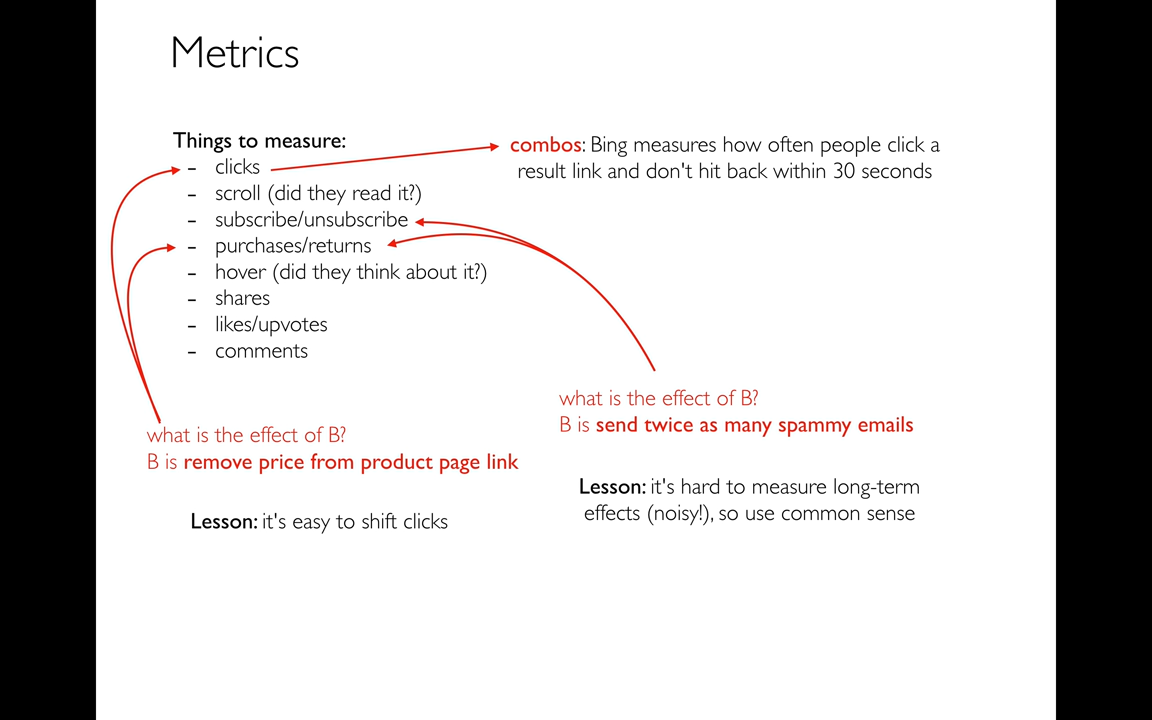 Metrics
Things to measure:
- clicks
- scroll (did they read it?)
- subscribe/unsubscribe
- purchases/returns
- hover (did they think about it?)
- shares
- likes/upvotes
- comments
combos: Bing measures how often people click a
result link and don't hit back within 30 seconds
what is the effect of B?
B is remove price from product page link
Lesson: it's easy to shift clicks
what is the effect of B?
B is send twice as many spammy emails
Lesson: it's hard to measure long-term
effects (noisy!), so use common sense